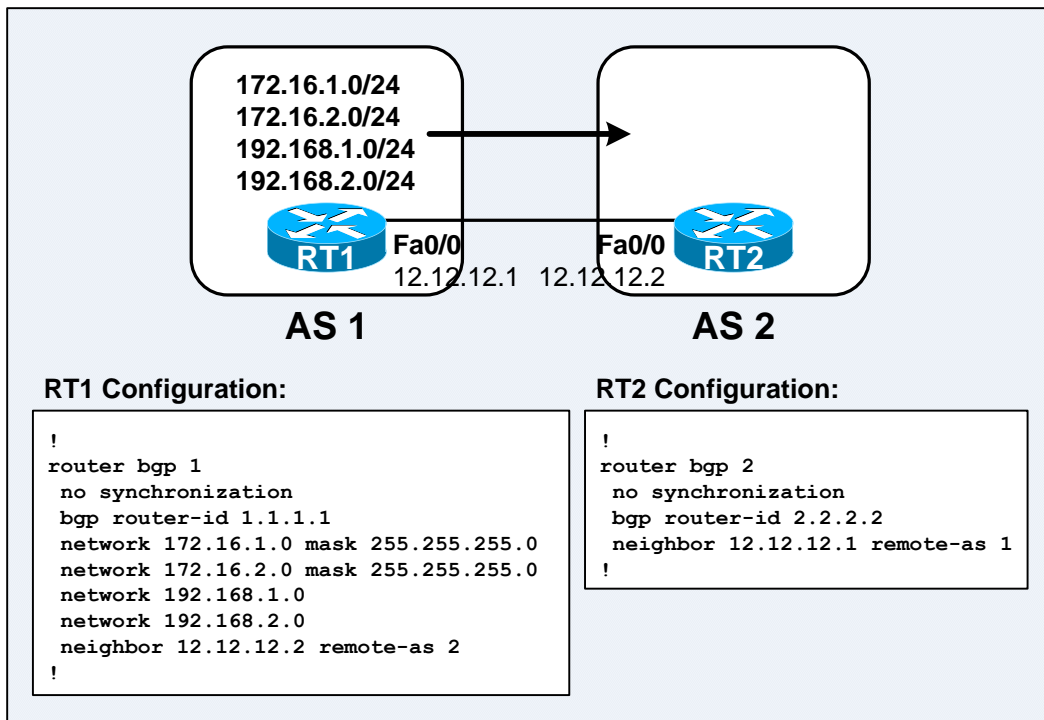 172.16.1.0/24
172.16.2.0/24
192.168.1.0/24
192.168.2.0/24
RT1
Fa0/0
Fa0/0
RT2
12.12.12.1
12.12.12.2
AS 1
AS 2
RT1 Configuration:
!
router bgp 1
no synchronization
bgp router-id 1.1.1.1
network 172.16.1.0 mask 255.255.255.0
network 172.16.2.0 mask 255.255.255.0
network 192.168.1.0
network 192.168.2.0
neighbor 12.12.12.2 remote-as 2
!
RT2 Configuration:
!
router bgp 2
no synchronization
bgp router-id 2.2.2.2
neighbor 12.12.12.1 remote-as 1
!